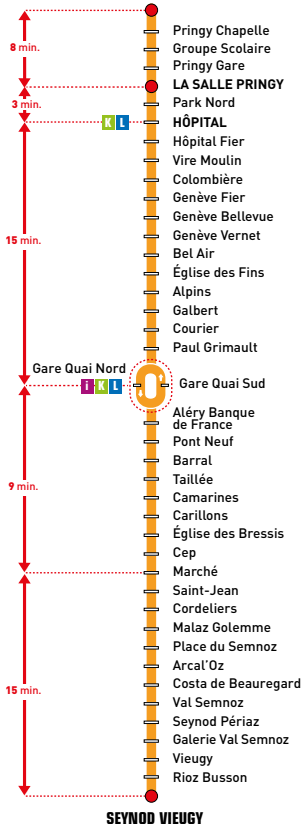 Pringy Chapelle
8 min.
Groupe Scolaire
Pringy Gare
LA SALLE PRINGY
3 min.
Park Nord
K L
HÔPITAL
Hôpital Fier
Vire Moulin
Colombière
Genève Fier
Genève Bellevue
15 min.
Genève Vernet
Bel Air
Église des Fins
Alpins
Galbert
Courier
Paul Grimault
Gare Quai Nord
i K L
Gare Quai Sud
Aléry Banque
de France
Pont Neuf
Barral
Taillée
9 min.
Camarines
Carillons
Église des Bressis
Cep
Marché
Saint-Jean
Cordeliers
Malaz Golemme
Place du Semnoz
Arcal'Oz
Costa de Beauregard
15 min.
Val Semnoz
Seynod Périaz
Galerie Val Semnoz
Vieugy
Rioz Busson
SEYNOD VIEUGY